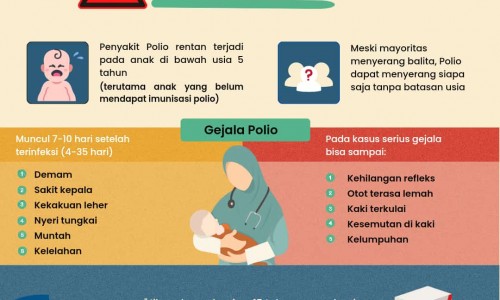 Penyakit Polio rentan terjadi
pada anak di bawah usia 5
tahun
(terutama anak yang belum
mendapat imunisasi polio)
?
Meski mayoritas
menyerang balita, Polio
dapat menyerang siapa
saja tanpa batasan usia
Gejala Polio
Muncul 7-10 hari setelah
terinfeksi (4-35 hari)
1 Demam
2 Sakit kepala
3 Kekakuan leher
4 Nyeri tungkai
5 Muntah
6 Kelelahan
Pada kasus serius gejala
bisa sampai:
1 Kehilangan refleks
2 Otot terasa lemah
3 Kaki terkulai
4 Kesemutan di kaki
5 Kelumpuhan